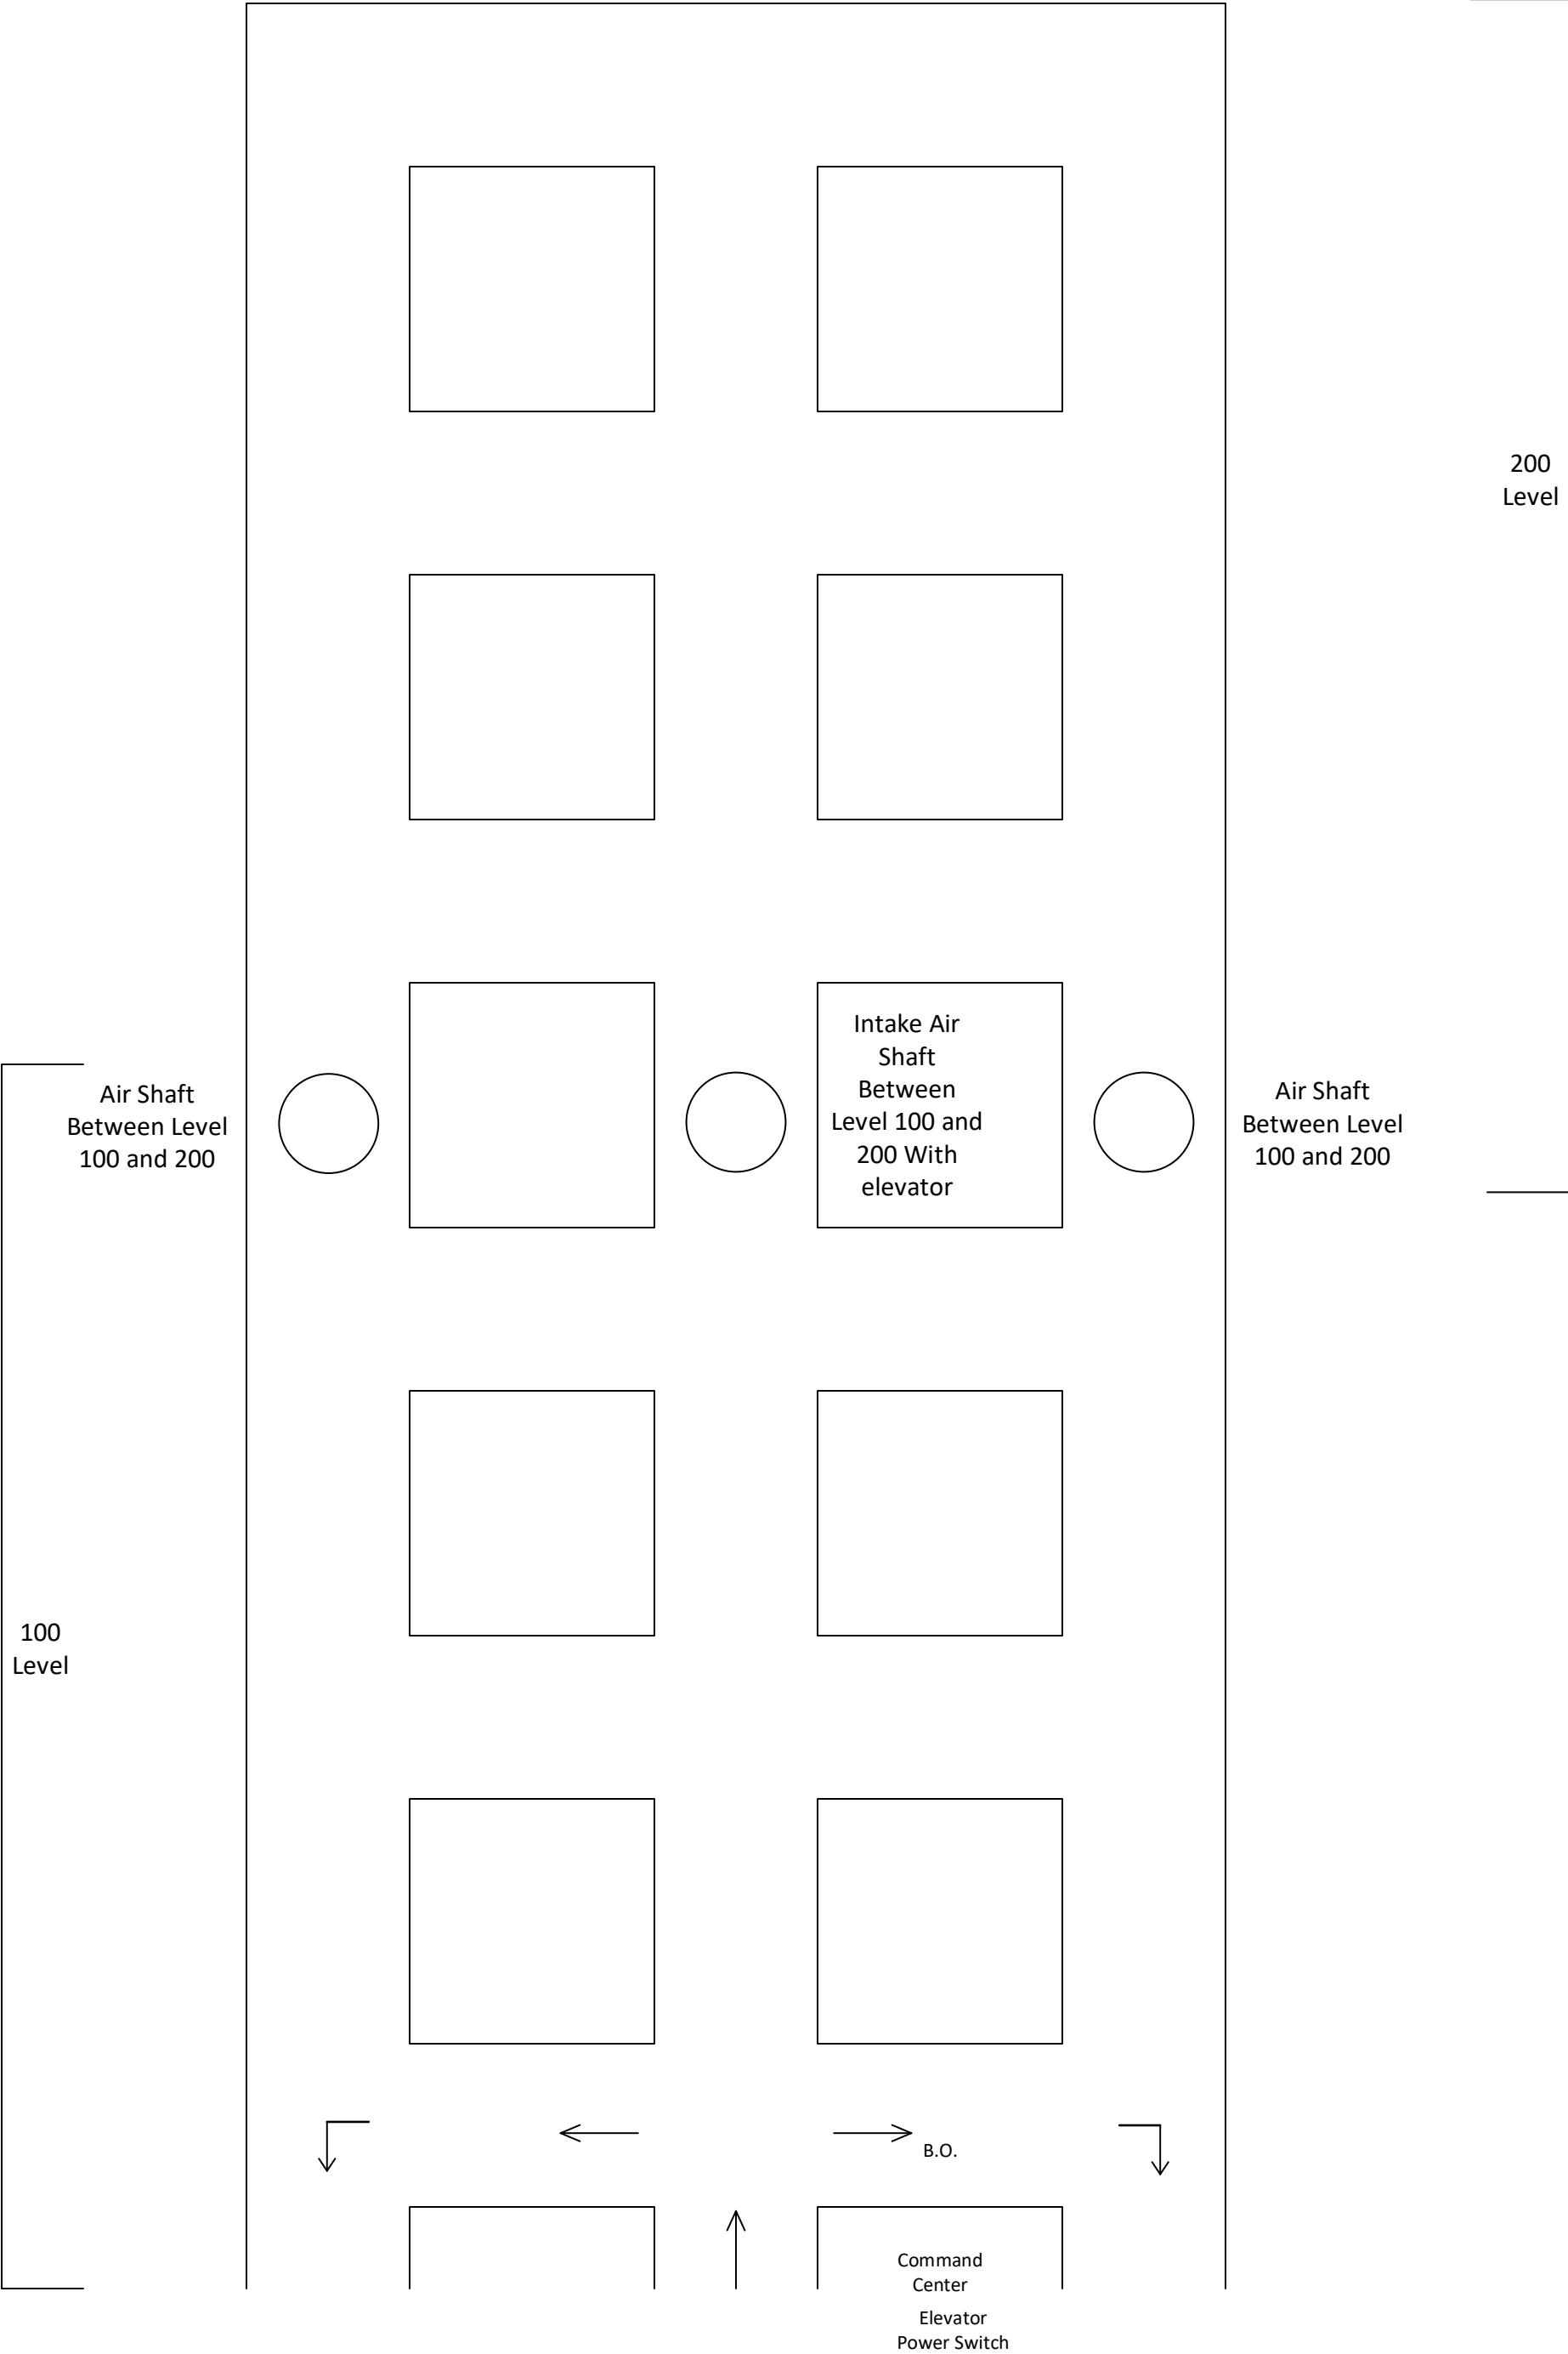 200
Level
Intake Air
Shaft
Between
Level 100 and
200 With
elevator
Air Shaft
Between Level
100 and 200
Air Shaft
Between Level
100 and 200
100
Level
B.O.
Command
Center
Elevator
Power Switch